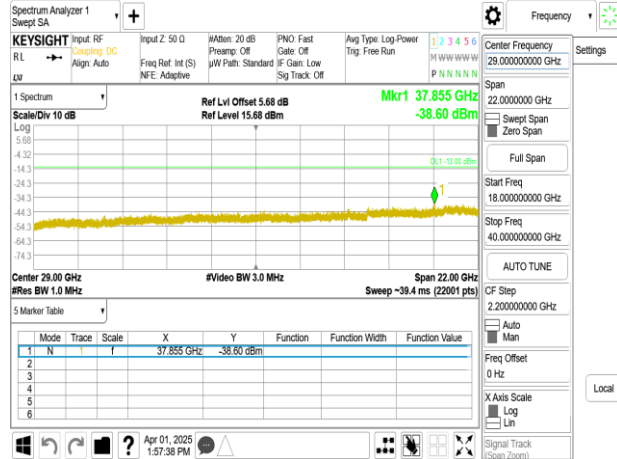 Spectrum Analyzer 1
Swept SA
+
Frequency
Settings
KEYSIGHT
RL
Input: RF
Coupling: DC
Align: Auto
Input Z: 50 Ω
Freq Ref: Int (S)
NFE: Adaptive
#Atten: 20 dB
Preamp: Off
µW Path: Standard
PNO: Fast
Gate: Off
IF Gain: Low
Sig Track: Off
Avg Type: Log-Power
Trig: Free Run
1 2 3 4 5 6
M W W W W W
P N N N N N
1 Spectrum
Scale/Div 10 dB
Ref Lvl Offset 5.68 dB
Ref Level 15.68 dBm
Mkr1 37.855 GHz
-38.60 dBm
Log
5.68
-4.32
-14.3
-24.3
-34.3
-44.3
-54.3
-64.3
-74.3
DL1 -13.00 dBm
1
Center 29.00 GHz
#Res BW 1.0 MHz
#Video BW 3.0 MHz
Span 22.00 GHz
Sweep ~39.4 ms (22001 pts)
5 Marker Table
Mode Trace Scale X Y Function Function Width Function Value
1 N 1 f 37.855 GHz -38.60 dBm
2
3
4
5
6
Center Frequency
29.000000000 GHz
Span
22.0000000 GHz
Swept Span
Zero Span
Full Span
Start Freq
18.000000000 GHz
Stop Freq
40.000000000 GHz
AUTO TUNE
CF Step
2.200000000 GHz
Auto
Man
Freq Offset
0 Hz
X Axis Scale
Log
Lin
Signal Track
(Span Zoom)
Local
?
Apr 01, 2025
1:57:38 PM